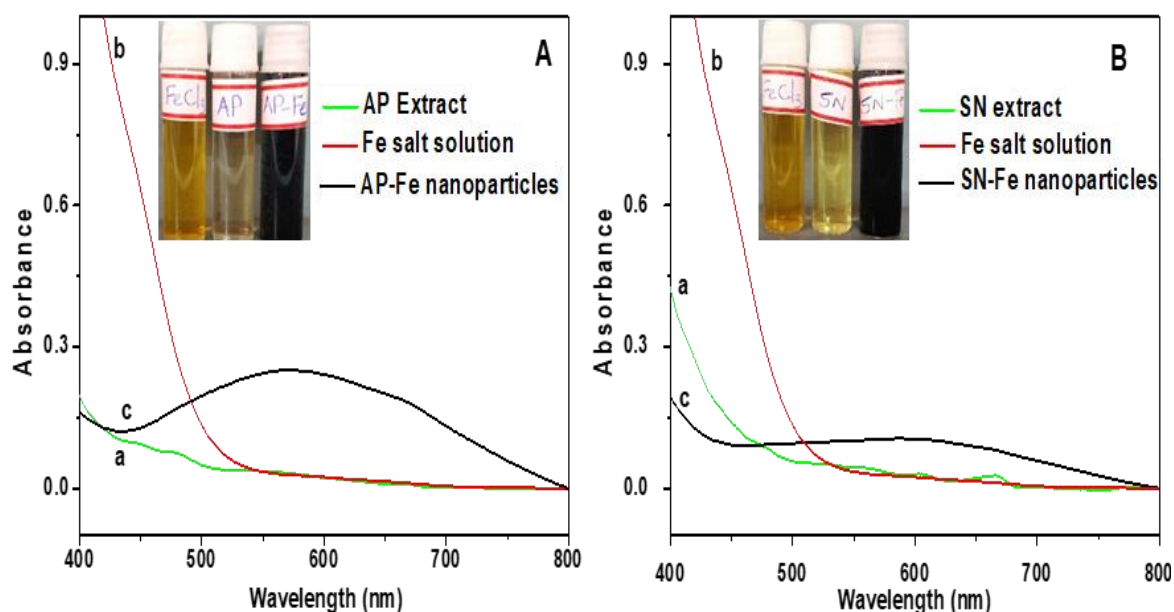 A
b
FeCl3
AP
AP-Fe
AP Extract
Fe salt solution
AP-Fe nanoparticles
c
a
0.9
0.6
0.3
0.0
Absorbance
400 500 600 700 800
Wavelength (nm)
B
b
FeCl3
SN
SN-Fe
SN extract
Fe salt solution
SN-Fe nanoparticles
a
c
0.9
0.6
0.3
0.0
Absorbance
400 500 600 700 800
Wavelength (nm)